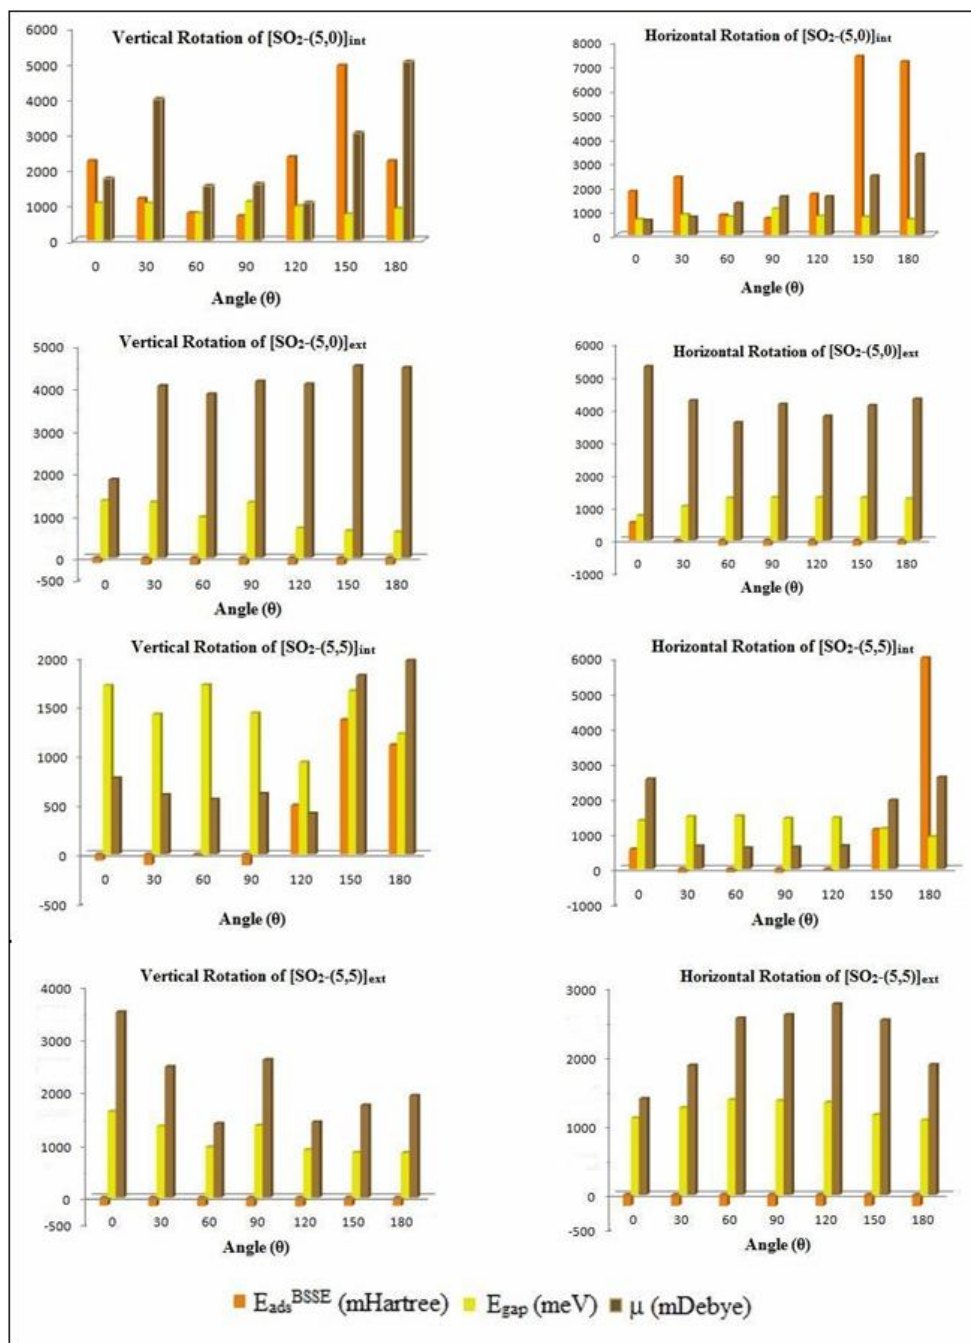 Vertical Rotation of [SO2-(5,0)]int
6000
5000
4000
3000
2000
1000
0
0 30 60 90 120 150 180
Angle (θ)
Horizontal Rotation of [SO2-(5,0)]int
8000
7000
6000
5000
4000
3000
2000
1000
0
0 30 60 90 120 150 180
Angle (θ)
Vertical Rotation of [SO2-(5,0)]ext
5000
4000
3000
2000
1000
0
-500
0 30 60 90 120 150 180
Angle (θ)
Horizontal Rotation of [SO2-(5,0)]ext
6000
5000
4000
3000
2000
1000
0
-1000
0 30 60 90 120 150 180
Angle (θ)
Vertical Rotation of [SO2-(5,5)]int
2000
1500
1000
500
0
-500
0 30 60 90 120 150 180
Angle (θ)
Horizontal Rotation of [SO2-(5,5)]int
6000
5000
4000
3000
2000
1000
0
-1000
0 30 60 90 120 150 180
Angle (θ)
Vertical Rotation of [SO2-(5,5)]ext
4000
3000
2000
1000
0
-500
0 30 60 90 120 150 180
Angle (θ)
Horizontal Rotation of [SO2-(5,5)]ext
3000
2000
1000
0
-500
0 30 60 90 120 150 180
Angle (θ)
Eads BSSE (mHartree) Egap (meV) μ (mDebye)